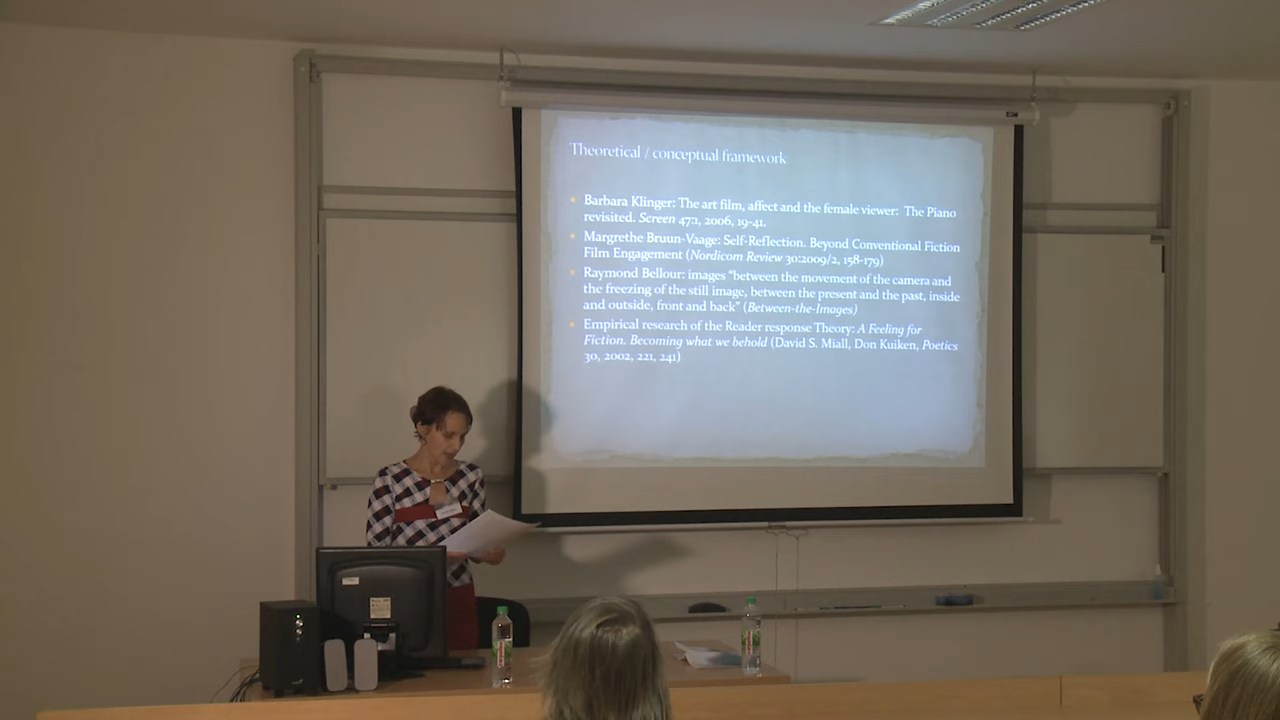 Theoretical / conceptual framework
Barbara Klinger: The art film, affect and the female viewer: The Piano
revisited. Screen 47:1, 2006, 19-41.
Margrethe Bruun-Vaage: Self-Reflection. Beyond Conventional Fiction
Film Engagement (Nordicom Review 30:2009/2, 158-179)
Raymond Bellour: images “between the movement of the camera and
the freezing of the still image, between the present and the past, inside
and outside, front and back” (Between-the-Images)
Empirical research of the Reader response Theory: A Feeling for
Fiction. Becoming what we behold (David S. Miall, Don Kuiken, Poetics
30, 2002, 221, 241)